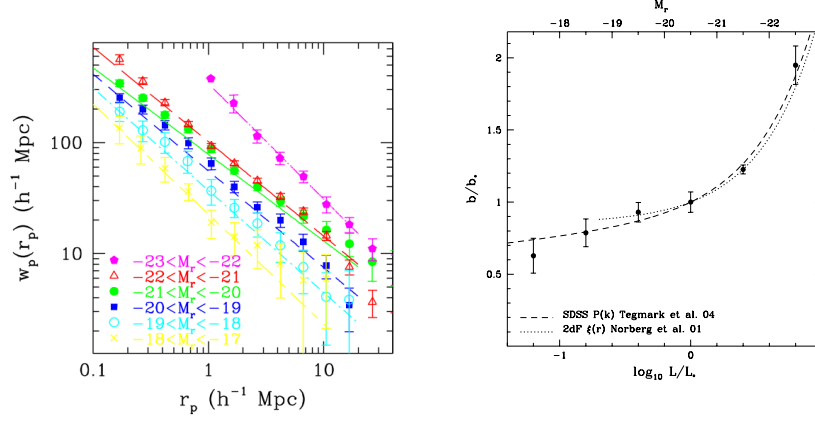 100
10
w_p(r_p) (h⁻¹ Mpc)
-23<M_r<-22
-22<M_r<-21
-21<M_r<-20
-20<M_r<-19
-19<M_r<-18
-18<M_r<-17
0.1 1 10
r_p (h⁻¹ Mpc)
M_r
-18 -19 -20 -21 -22
2
1.5
1
0.5
b/b*
SDSS P(k) Tegmark et al. 04
2dF ξ(r) Norberg et al. 01
-1 0
log₁₀ L/L*